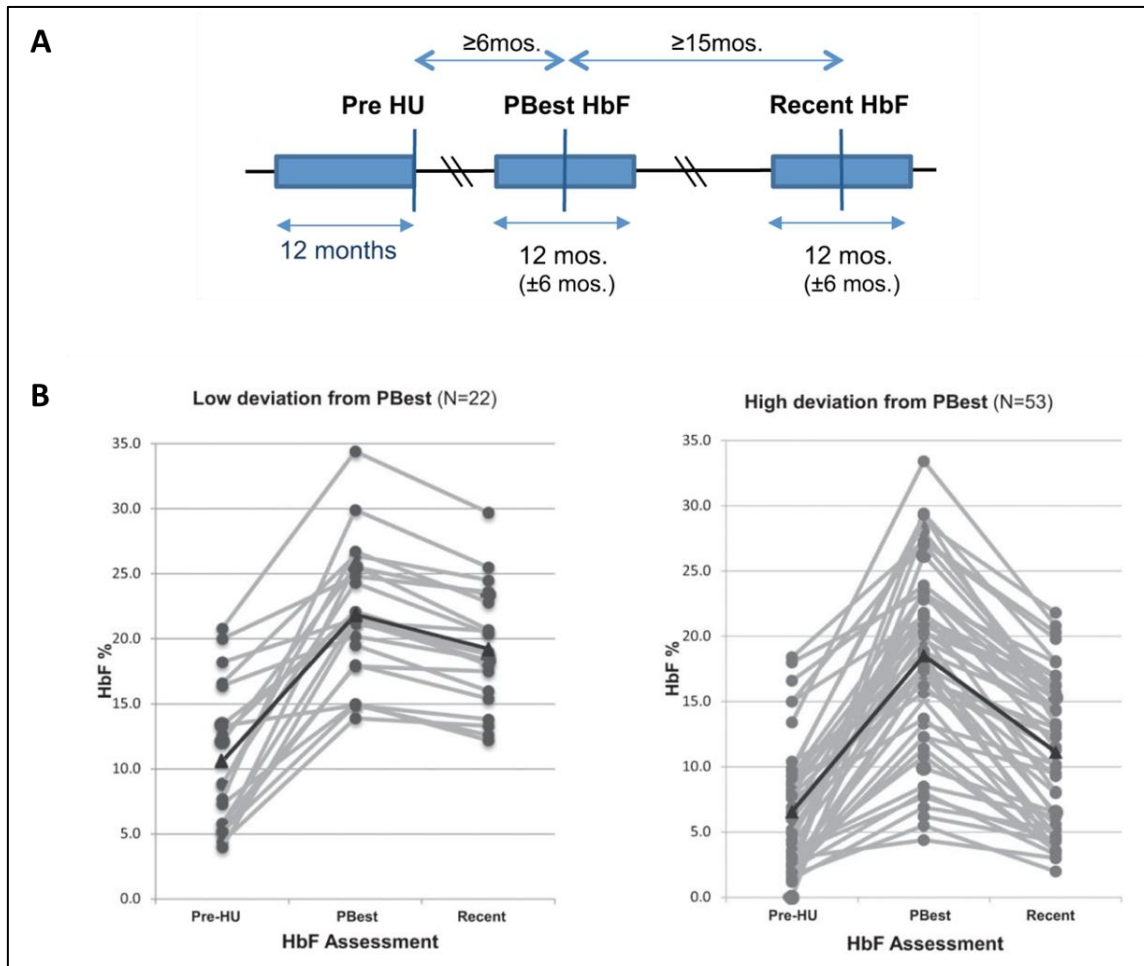 A
≥6mos.
≥15mos.
Pre HU
PBest HbF
Recent HbF
12 months
12 mos.
(±6 mos.)
12 mos.
(±6 mos.)
B
Low deviation from PBest (N=22)
HbF %
35.0
30.0
25.0
20.0
15.0
10.0
5.0
0.0
Pre-HU
PBest
Recent
HbF Assessment
High deviation from PBest (N=53)
HbF %
35.0
30.0
25.0
20.0
15.0
10.0
5.0
0.0
Pre-HU
PBest
Recent
HbF Assessment